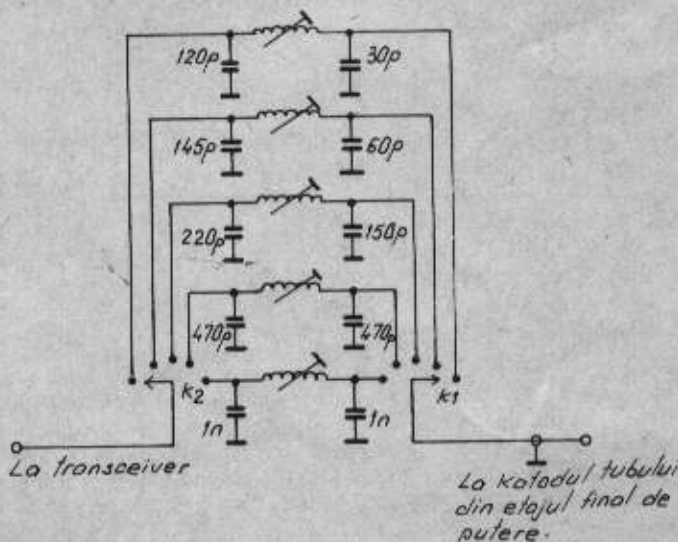 120p 30p
145p 60p
220p 150p
470p 470p
k2 k1
1n 1n
La transceiver
La katodul tubului
din etajul final de
putere.